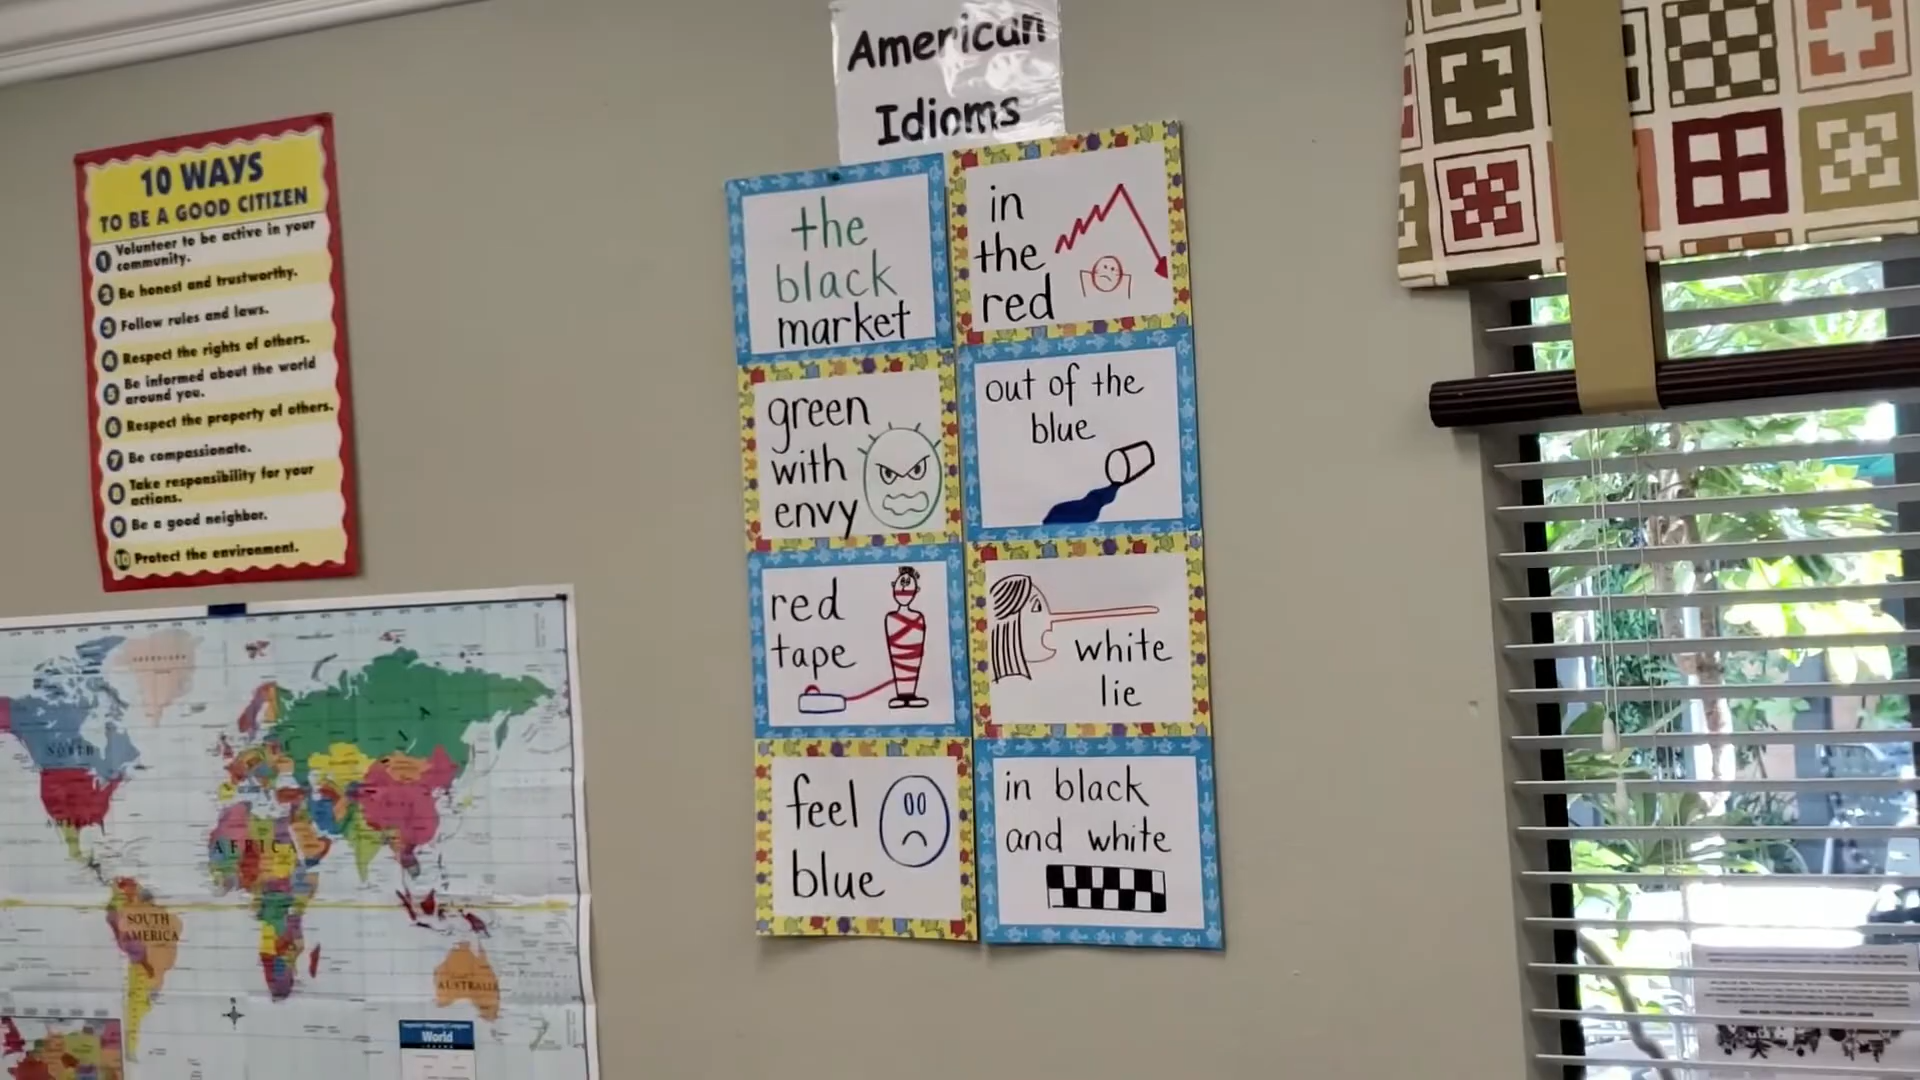 American
Idioms
the
black
market
in
the
red
green
with
envy
out of the
blue
red
tape
white
lie
feel
blue
in black
and white
10 WAYS
TO BE A GOOD CITIZEN
1 Volunteer to be active in your
community.
2 Be honest and trustworthy.
3 Follow rules and laws.
4 Respect the rights of others.
5 Be informed about the world
around you.
6 Respect the property of others.
7 Be compassionate.
8 Take responsibility for your
actions.
9 Be a good neighbor.
10 Protect the environment.
NORTH
AMERICA
AFRICA
SOUTH
AMERICA
AUSTRALIA
N
World